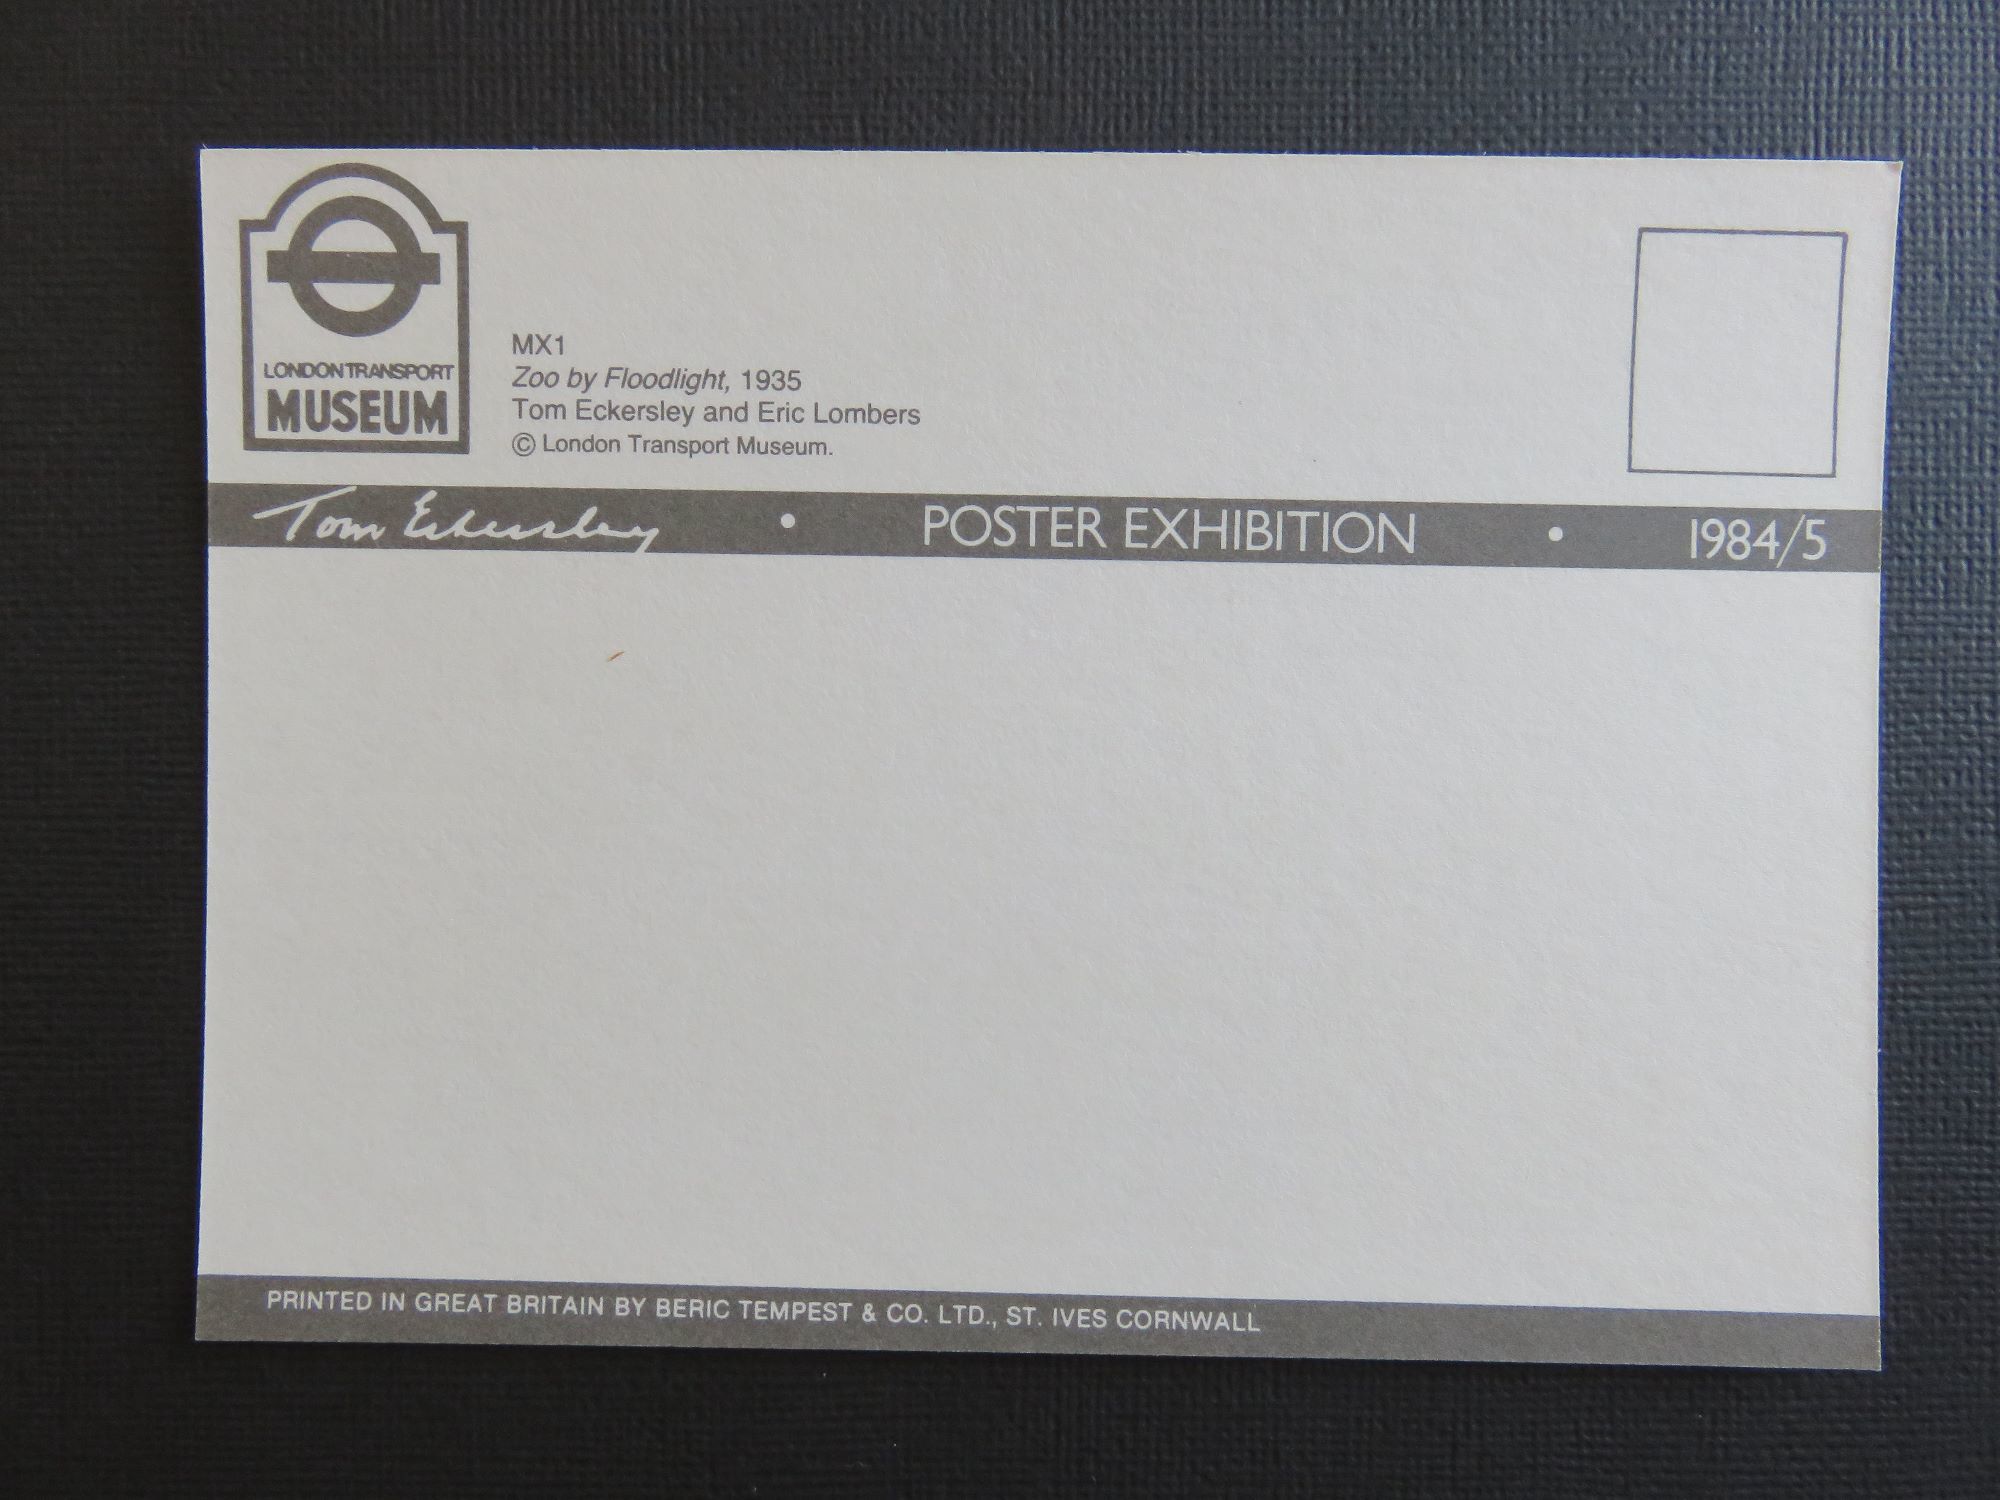 LONDON TRANSPORT
MUSEUM
MX1
Zoo by Floodlight, 1935
Tom Eckersley and Eric Lombers
© London Transport Museum.
Tom Eckersley • POSTER EXHIBITION • 1984/5
PRINTED IN GREAT BRITAIN BY BERIC TEMPEST & CO. LTD., ST. IVES CORNWALL